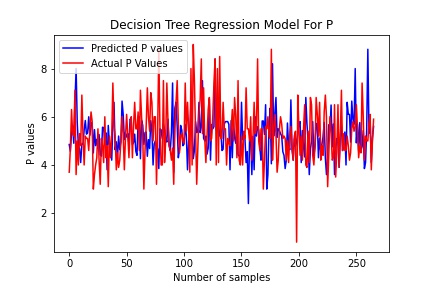 Decision Tree Regression Model For P
Predicted P values
Actual P Values
P values
8
6
4
2
0
50
100
150
200
250
Number of samples